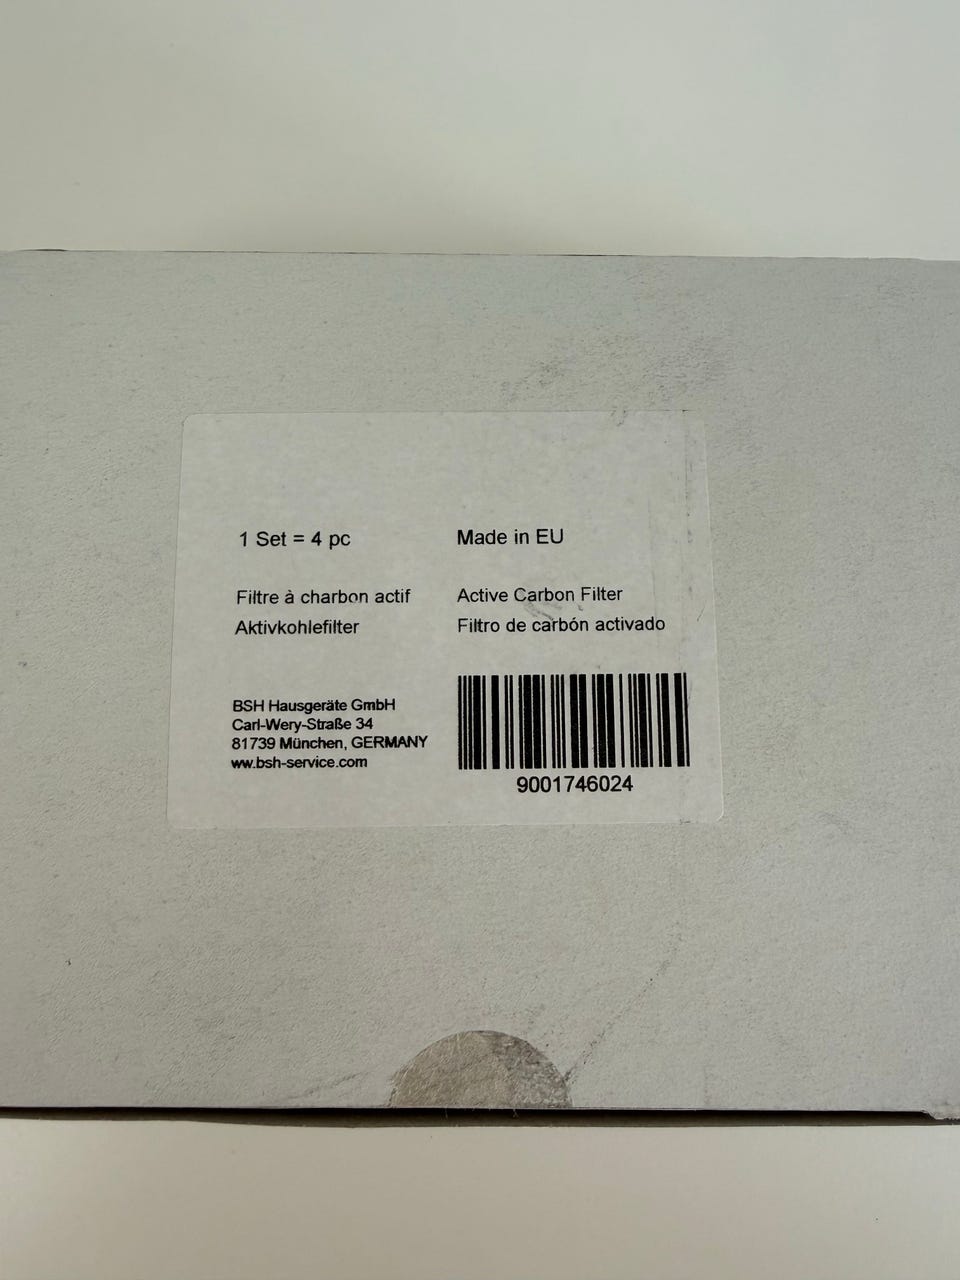 1 Set = 4 pc
Made in EU
Filtre à charbon actif
Active Carbon Filter
Aktivkohlefilter
Filtro de carbón activado
BSH Hausgeräte GmbH
Carl-Wery-Straße 34
81739 München, GERMANY
ww.bsh-service.com
9001746024